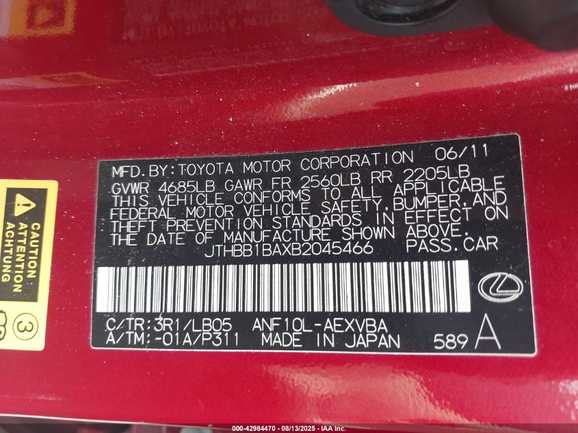 MFD.BY:TOYOTA MOTOR CORPORATION 06/11
GVWR 4685LB GAWR FR 2560LB RR 2205LB
THIS VEHICLE CONFORMS TO ALL APPLICABLE
FEDERAL MOTOR VEHICLE SAFETY,BUMPER,AND
THEFT PREVENTION STANDARDS IN EFFECT ON
THE DATE OF MANUFACTURE SHOWN ABOVE.
JTHBB1BAXB2045466 PASS.CAR
C/TR:3R1/LB05 ANF10L-AEXVBA
A/TM:-01A/P311 MADE IN JAPAN 589 A
CAUTION
ATTENTION
ACHTUNG
3
000-42984470 - 08/13/2025 - IAA Inc.